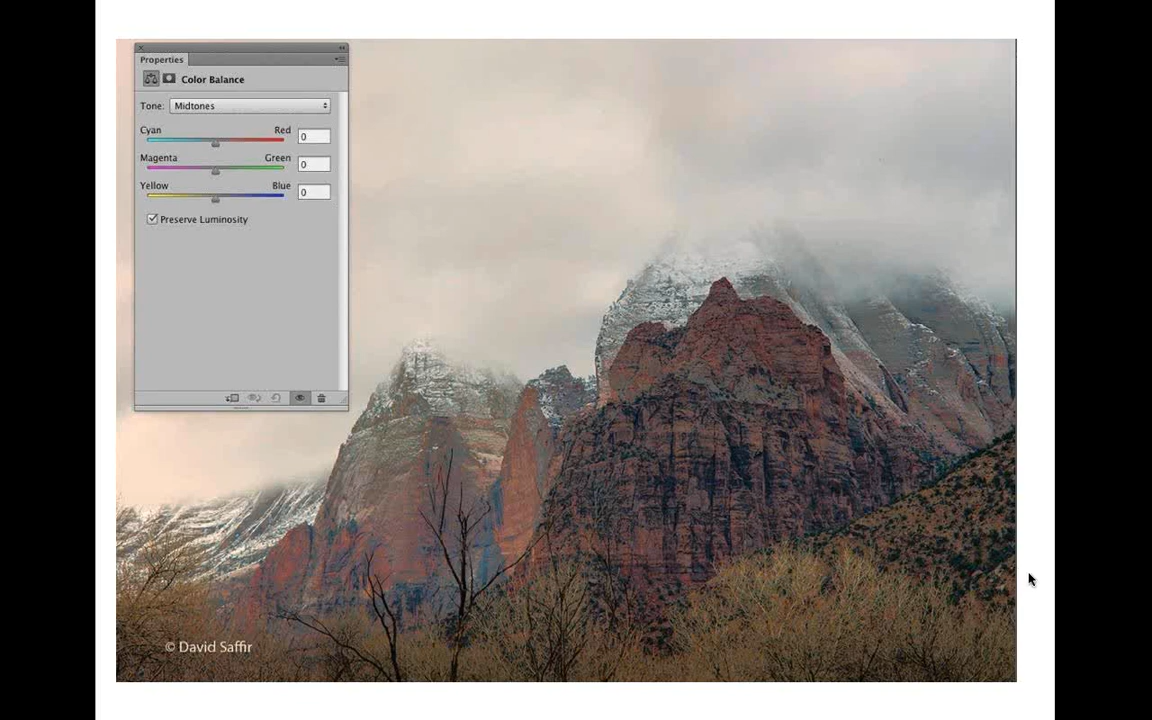 Properties
Color Balance
Tone: Midtones
Cyan Red 0
Magenta Green 0
Yellow Blue 0
Preserve Luminosity
© David Saffir